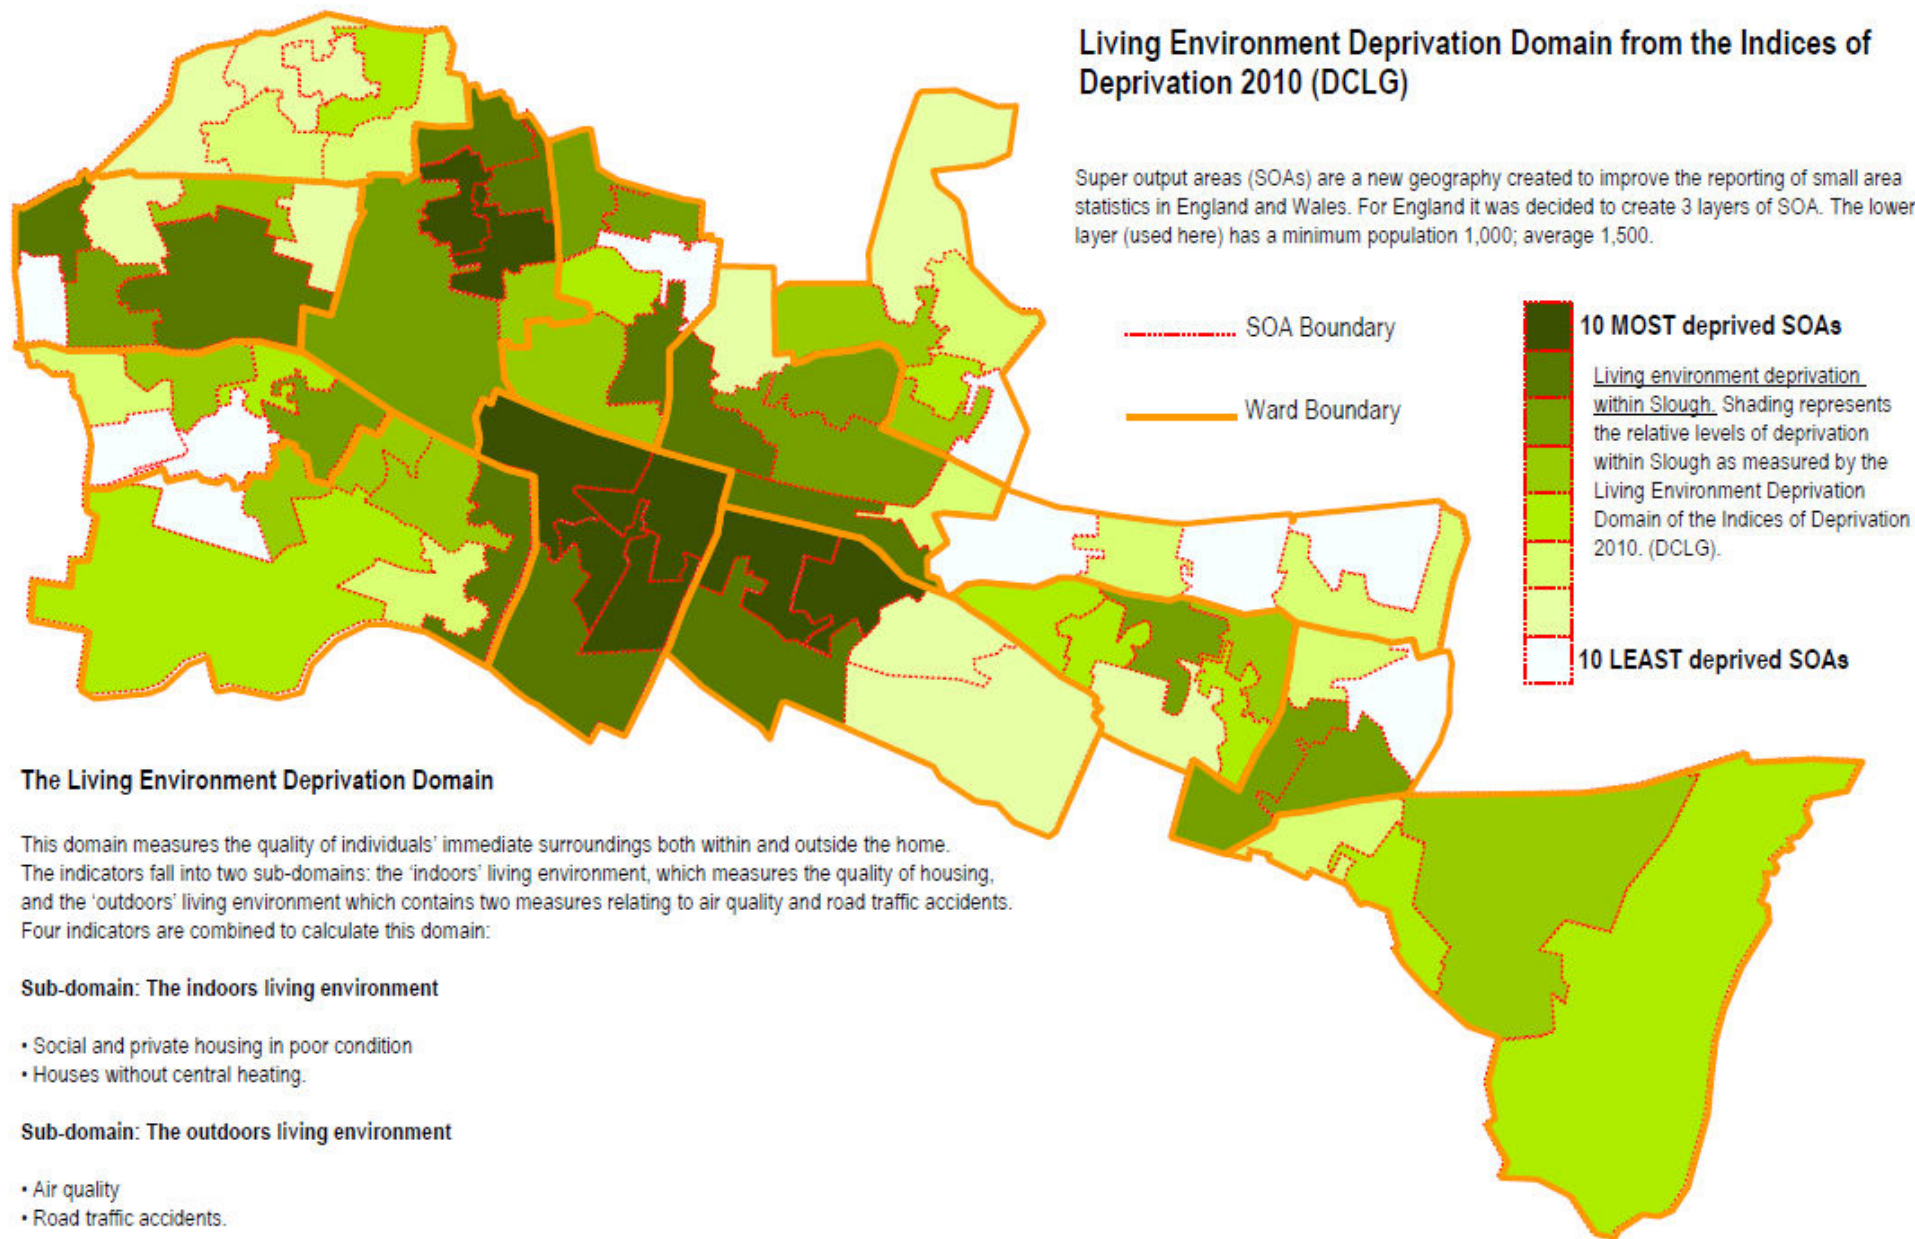 Living Environment Deprivation Domain from the Indices of
Deprivation 2010 (DCLG)
Super output areas (SOAs) are a new geography created to improve the reporting of small area
statistics in England and Wales. For England it was decided to create 3 layers of SOA. The lower
layer (used here) has a minimum population 1,000; average 1,500.
SOA Boundary
Ward Boundary
10 MOST deprived SOAs
Living environment deprivation
within Slough. Shading represents
the relative levels of deprivation
within Slough as measured by the
Living Environment Deprivation
Domain of the Indices of Deprivation
2010. (DCLG).
10 LEAST deprived SOAs
The Living Environment Deprivation Domain
This domain measures the quality of individuals' immediate surroundings both within and outside the home.
The indicators fall into two sub-domains: the 'indoors' living environment, which measures the quality of housing,
and the 'outdoors' living environment which contains two measures relating to air quality and road traffic accidents.
Four indicators are combined to calculate this domain:
Sub-domain: The indoors living environment
• Social and private housing in poor condition
• Houses without central heating.
Sub-domain: The outdoors living environment
• Air quality
• Road traffic accidents.